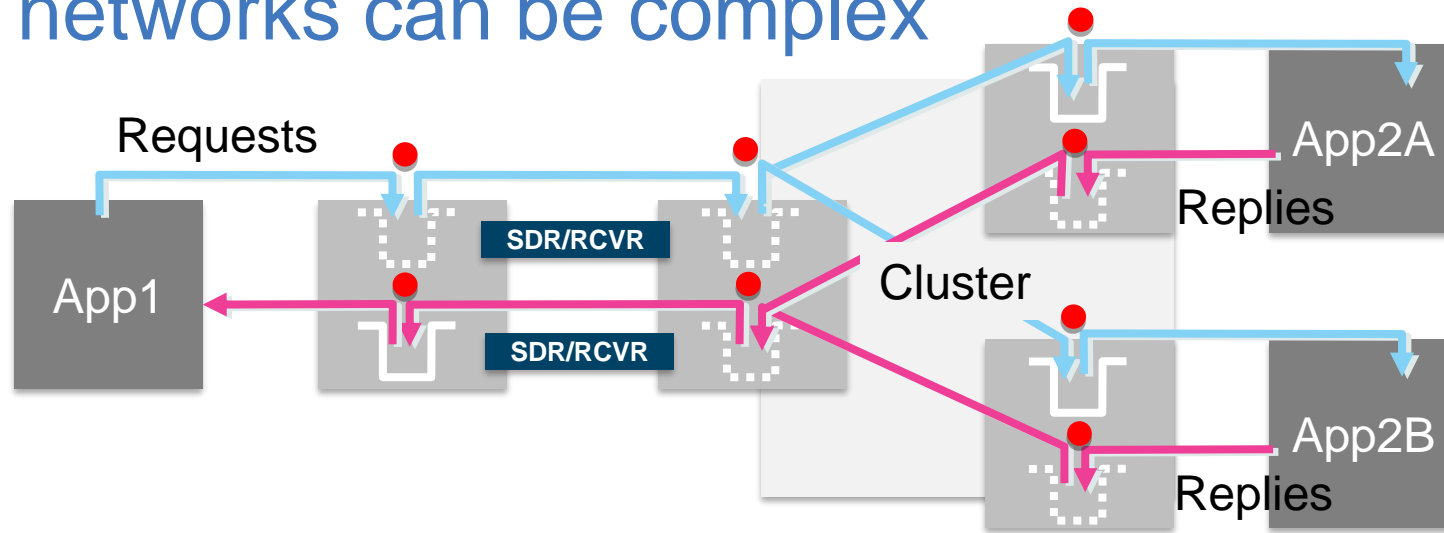 networks can be complex
Requests
App2A
Replies
SDR/RCVR
App1
Cluster
SDR/RCVR
App2B
Replies